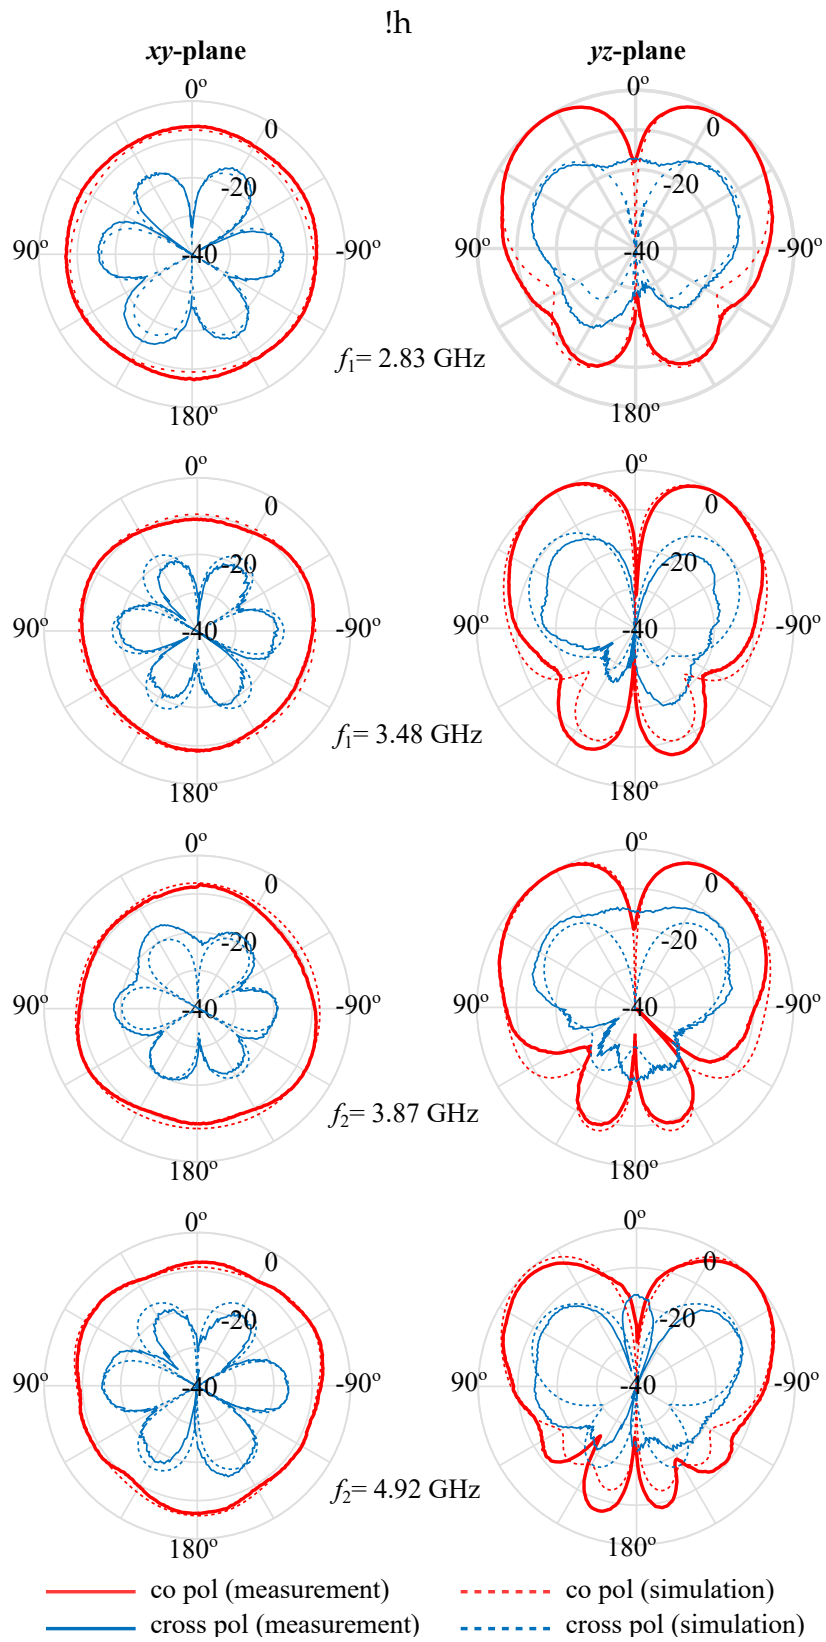 !h
xy-plane yz-plane
0º 0º
0 0
-20 -20
90º -40 -90º 90º -40 -90º
f1= 2.83 GHz
180º 180º
0º 0º
0 0
-20 -20
90º -40 -90º 90º -40 -90º
f1= 3.48 GHz
180º 180º
0º 0º
0 0
-20 -20
90º -40 -90º 90º -40 -90º
f2= 3.87 GHz
180º 180º
0º 0º
0 0
-20 -20
90º -40 -90º 90º -40 -90º
f2= 4.92 GHz
180º 180º
co pol (measurement) co pol (simulation)
cross pol (measurement) cross pol (simulation)